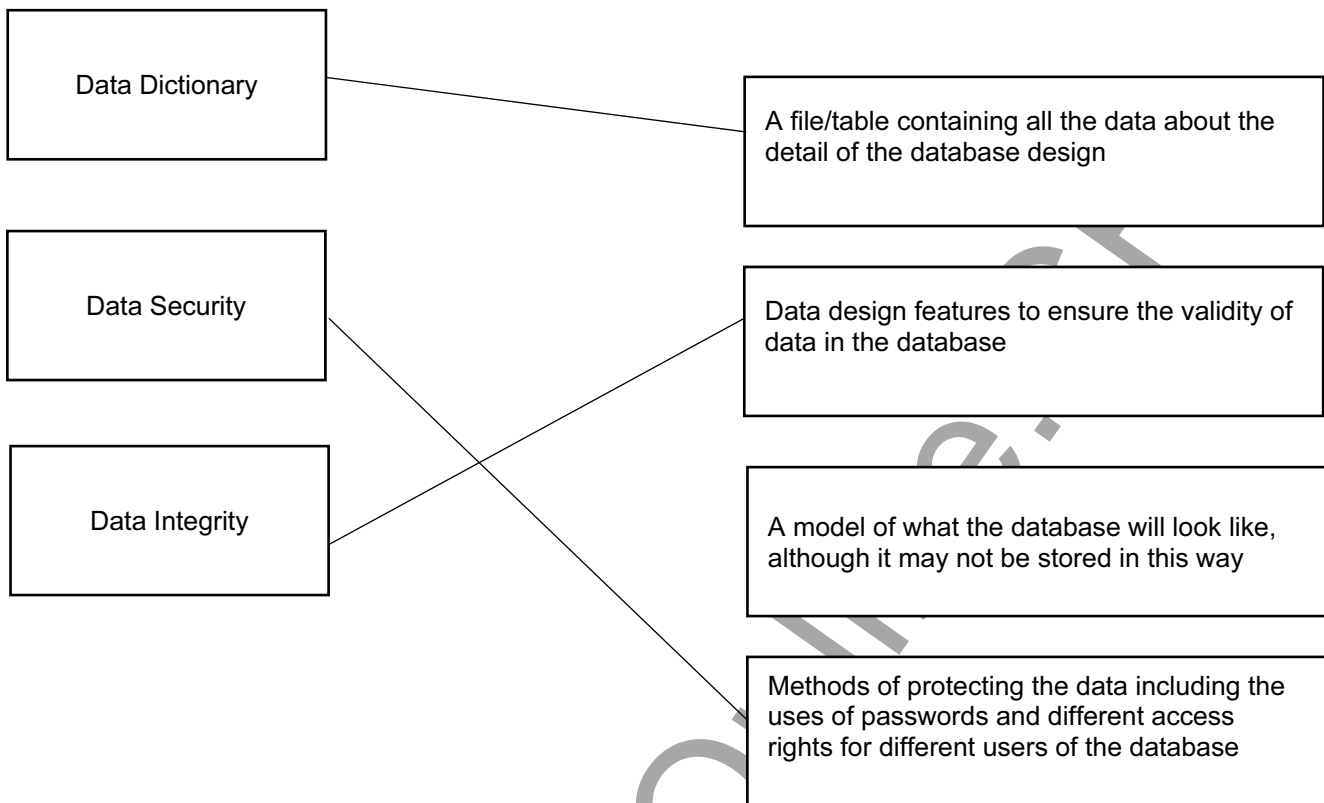 Data Dictionary
A file/table containing all the data about the
detail of the database design
Data Security
Data design features to ensure the validity of
data in the database
Data Integrity
A model of what the database will look like,
although it may not be stored in this way
Methods of protecting the data including the
uses of passwords and different access
rights for different users of the database